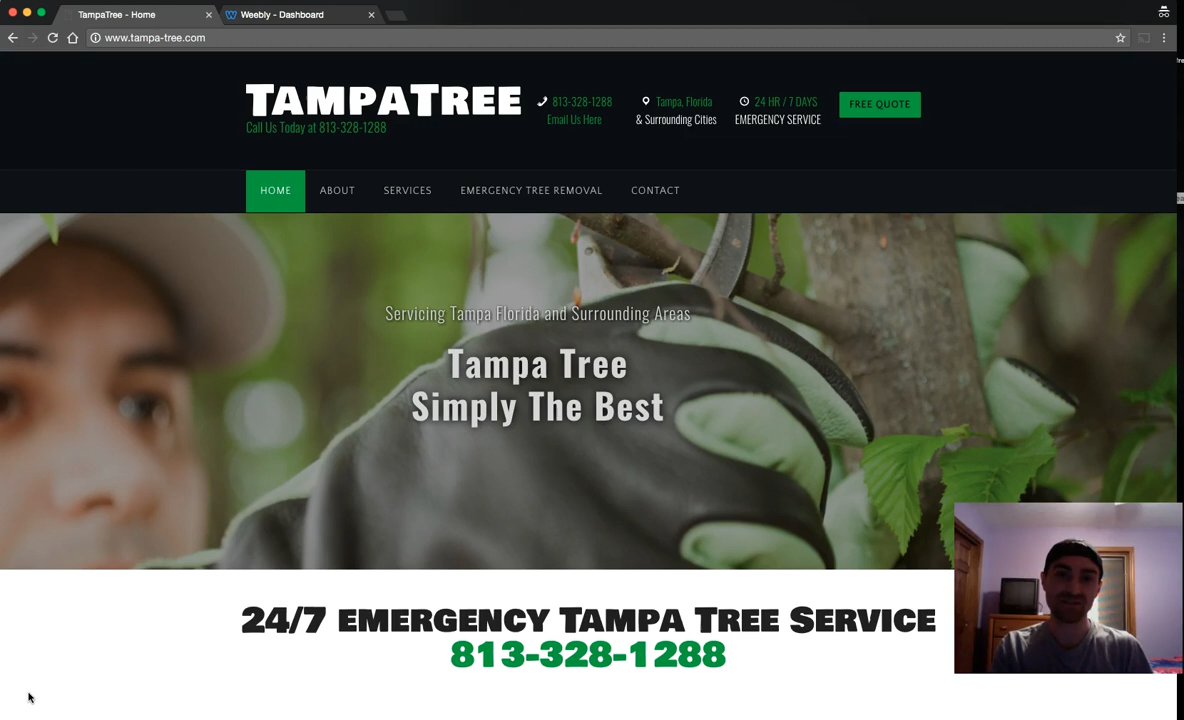 TampaTree - Home
Weebly - Dashboard
www.tampa-tree.com
TAMPATREE
Call Us Today at 813-328-1288
813-328-1288
Email Us Here
Tampa, Florida
& Surrounding Cities
24 HR / 7 DAYS
EMERGENCY SERVICE
FREE QUOTE
HOME
ABOUT
SERVICES
EMERGENCY TREE REMOVAL
CONTACT
Servicing Tampa Florida and Surrounding Areas
Tampa Tree
Simply The Best
24/7 EMERGENCY TAMPA TREE SERVICE
813-328-1288